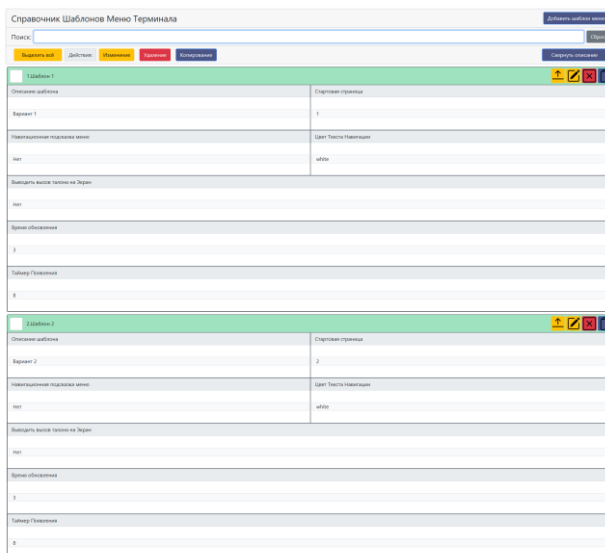 Справочник Шаблонов Меню Терминала
Добавить шаблон меню
Поиск:
Сброс
Выделить всё Действия: Изменение Удаление Копирование Свернуть описание
1.Шаблон 1
Описание шаблона Стартовая страница
Вариант 1 1
Навигационная подсказка меню Цвет Текста Навигации
Нет white
Выводить вызов талона на Экран
Нет
Время обновления
3
Таймер Появления
8
2.Шаблон 2
Описание шаблона Стартовая страница
Вариант 2 2
Навигационная подсказка меню Цвет Текста Навигации
Нет white
Выводить вызов талона на Экран
Нет
Время обновления
3
Таймер Появления
8